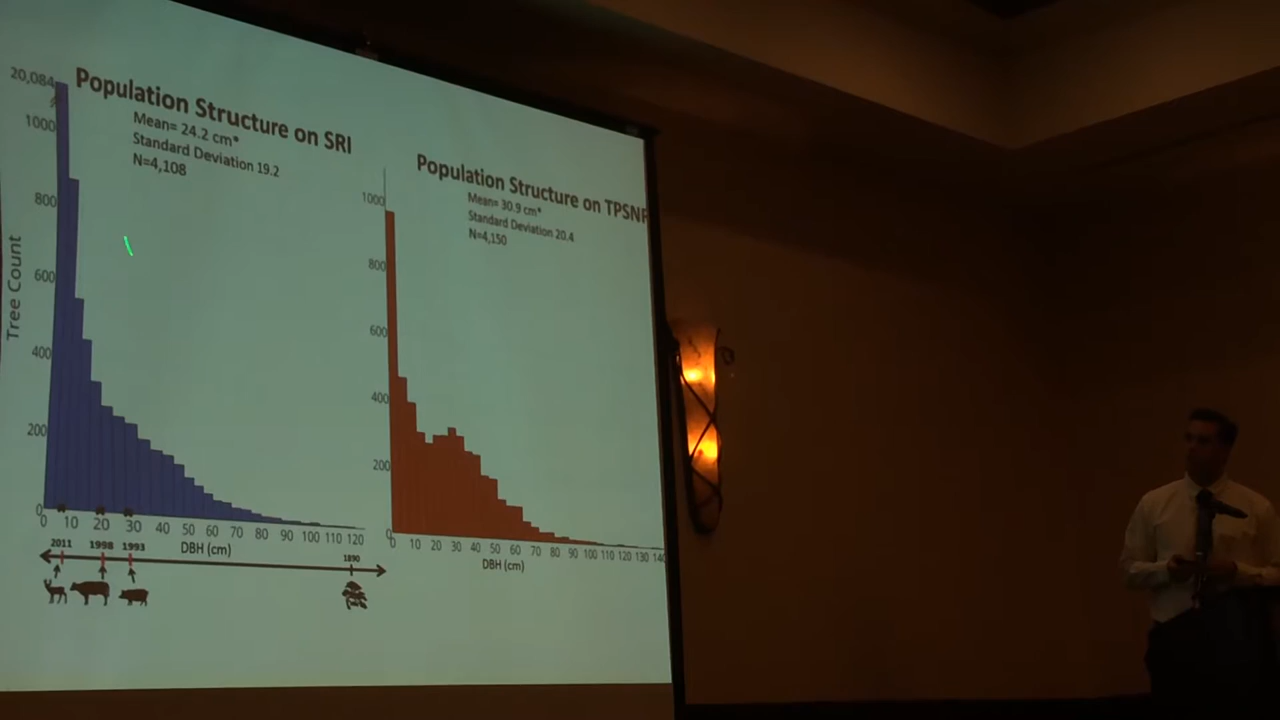 Population Structure on SRI
Mean= 24.2 cm*
Standard Deviation 19.2
N=4,108
20,084
1000
800
600
400
200
0
Tree Count
0 10 20 30 40 50 60 70 80 90 100 110 120
DBH (cm)
2011 1998 1993 1890
Population Structure on TPSNR
Mean= 30.9 cm*
Standard Deviation 20.4
N=4,150
1000
800
600
400
200
0
0 10 20 30 40 50 60 70 80 90 100 110 120 130 140
DBH (cm)